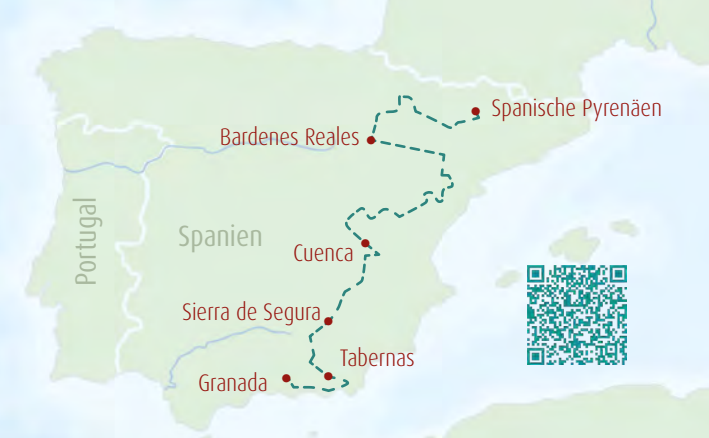 Spanische Pyrenäen
Bardenes Reales
Portugal
Spanien
Cuenca
Sierra de Segura
Tabernas
Granada